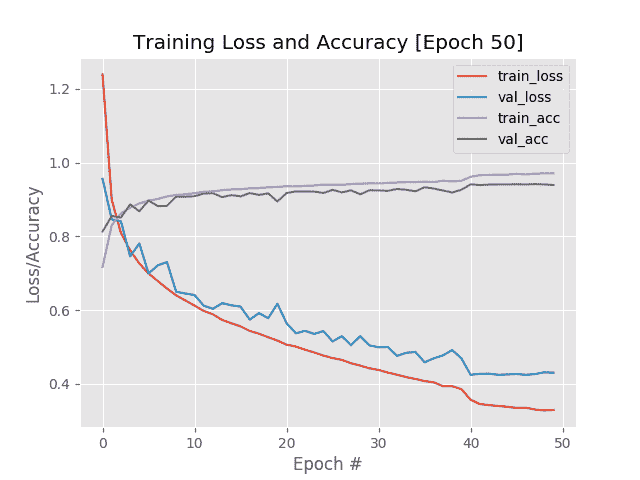 Training Loss and Accuracy [Epoch 50]
train_loss
val_loss
train_acc
val_acc
1.2
1.0
0.8
0.6
0.4
Loss/Accuracy
0 10 20 30 40 50
Epoch #